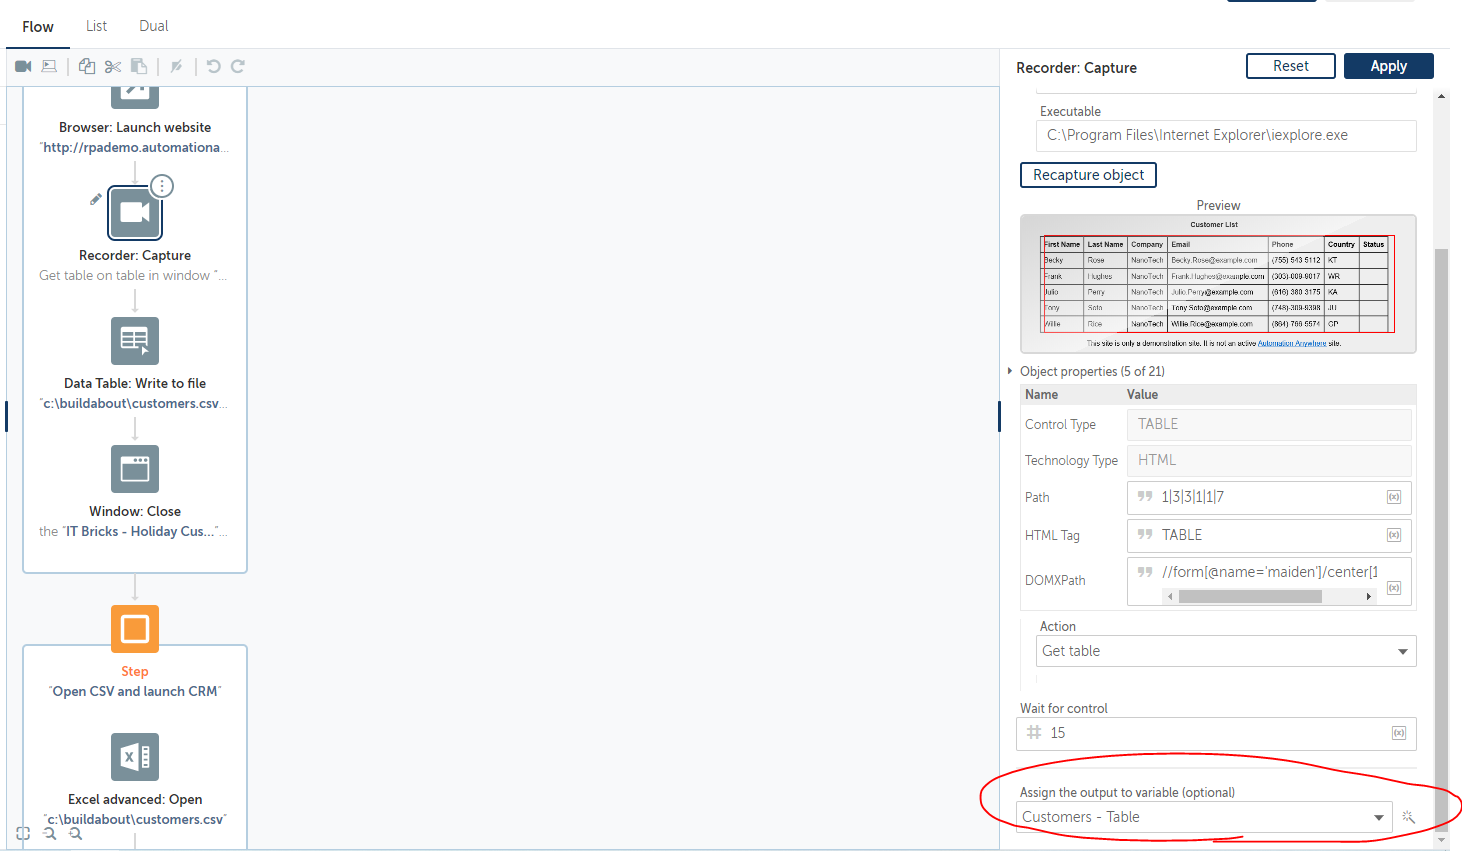 Flow List Dual
Browser: Launch website
"http://rpademo.automationa...
Recorder: Capture
Get table on table in window "...
Data Table: Write to file
"c:\buildabout\customers.csv...
Window: Close
the "IT Bricks - Holiday Cus..."...
Step
"Open CSV and launch CRM"
Excel advanced: Open
"c:\buildabout\customers.csv"
Recorder: Capture
Reset
Apply
Executable
C:\Program Files\Internet Explorer\iexplore.exe
Recapture object
Preview
Customer List
First Name Last Name Company Email Phone Country Status
Becky Rose NanoTech Becky.Rose@example.com (755) 543 5112 KT
Frank Hughes NanoTech Frank.Hughes@example.com (303)-009-9017 WR
Julio Perry NanoTech Julio.Perry@example.com (616) 380 3175 KA
Tony Soto NanoTech Tony.Soto@example.com (748)-309-9398 JU
Willie Rice NanoTech Willie.Rice@example.com (864) 766 5574 GP
This site is only a demonstration site. It is not an active Automation Anywhere site.
Object properties (5 of 21)
Name Value
Control Type TABLE
Technology Type HTML
Path 1|3|3|1|1|7
HTML Tag TABLE
DOMXPath //form[@name='maiden']/center[1
Action
Get table
Wait for control
15
Assign the output to variable (optional)
Customers - Table